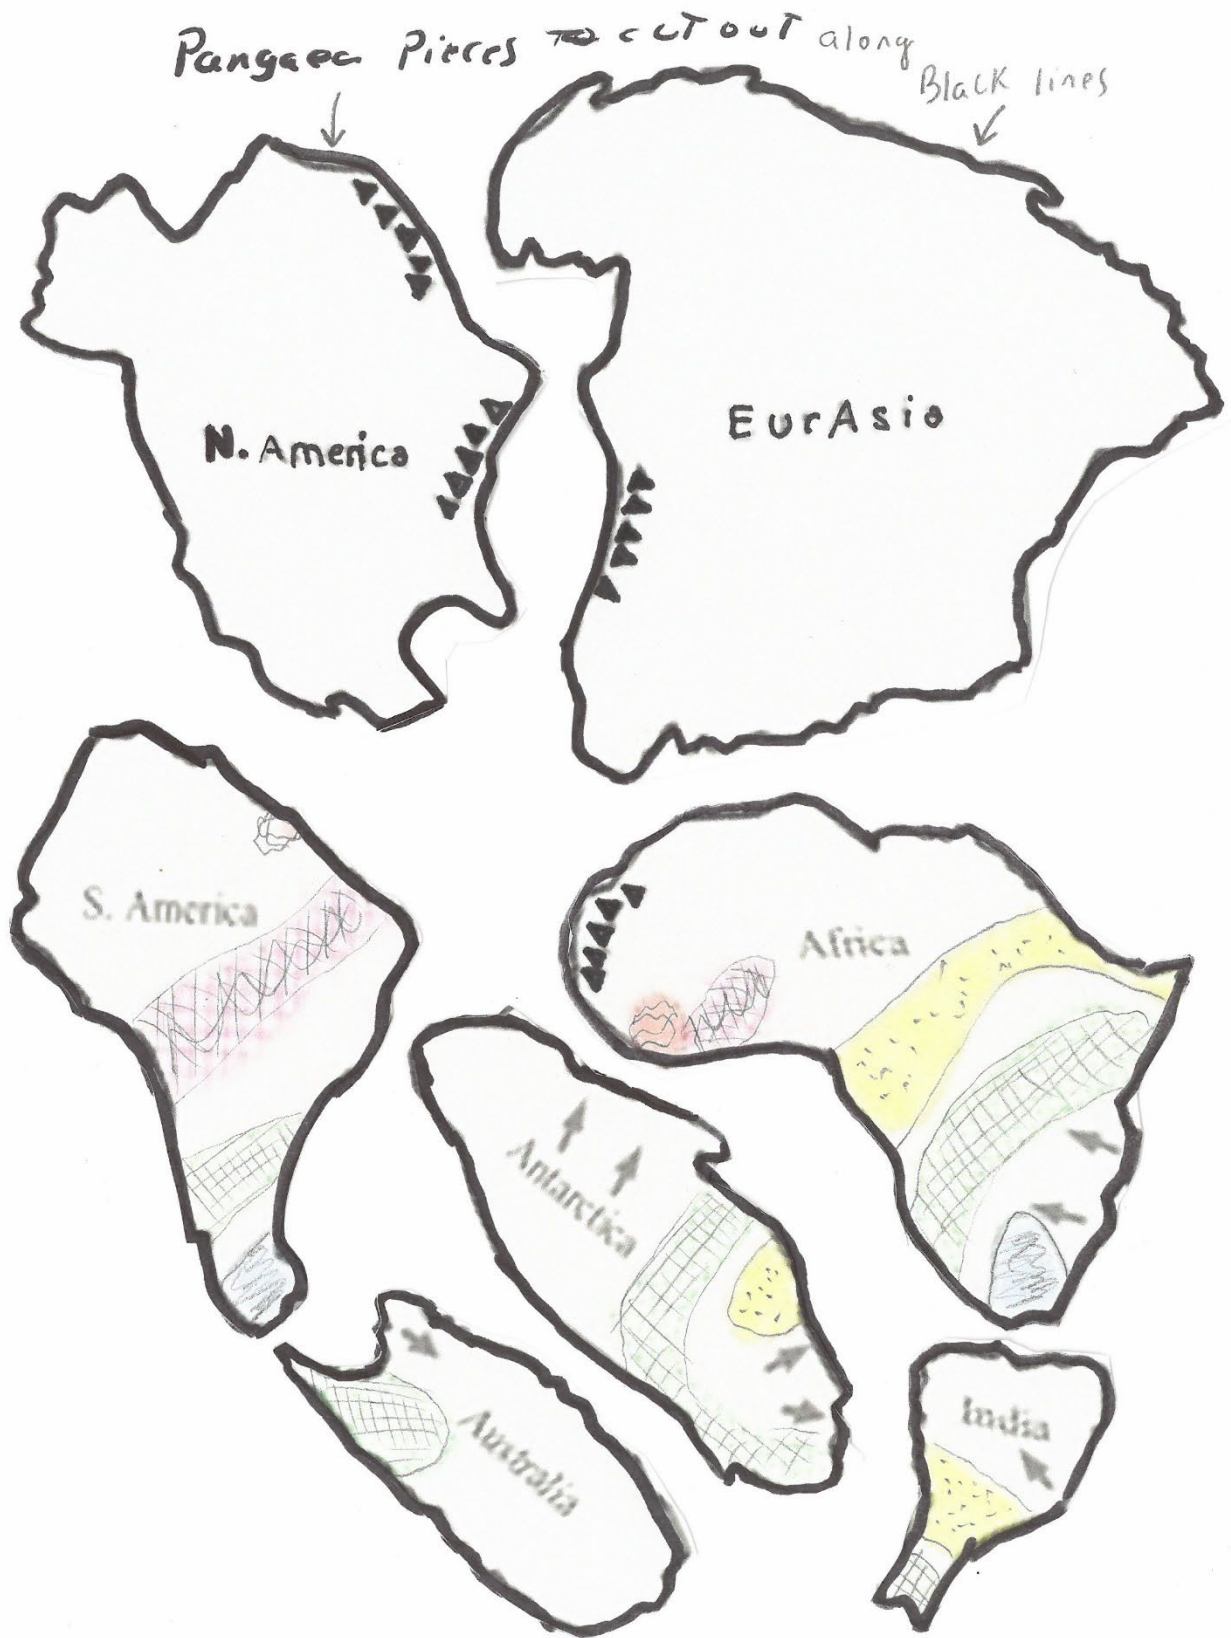 Pangaea Pieces to cut out along
Black lines
N. America
EurAsia
S. America
Africa
Antarctica
Australia
India